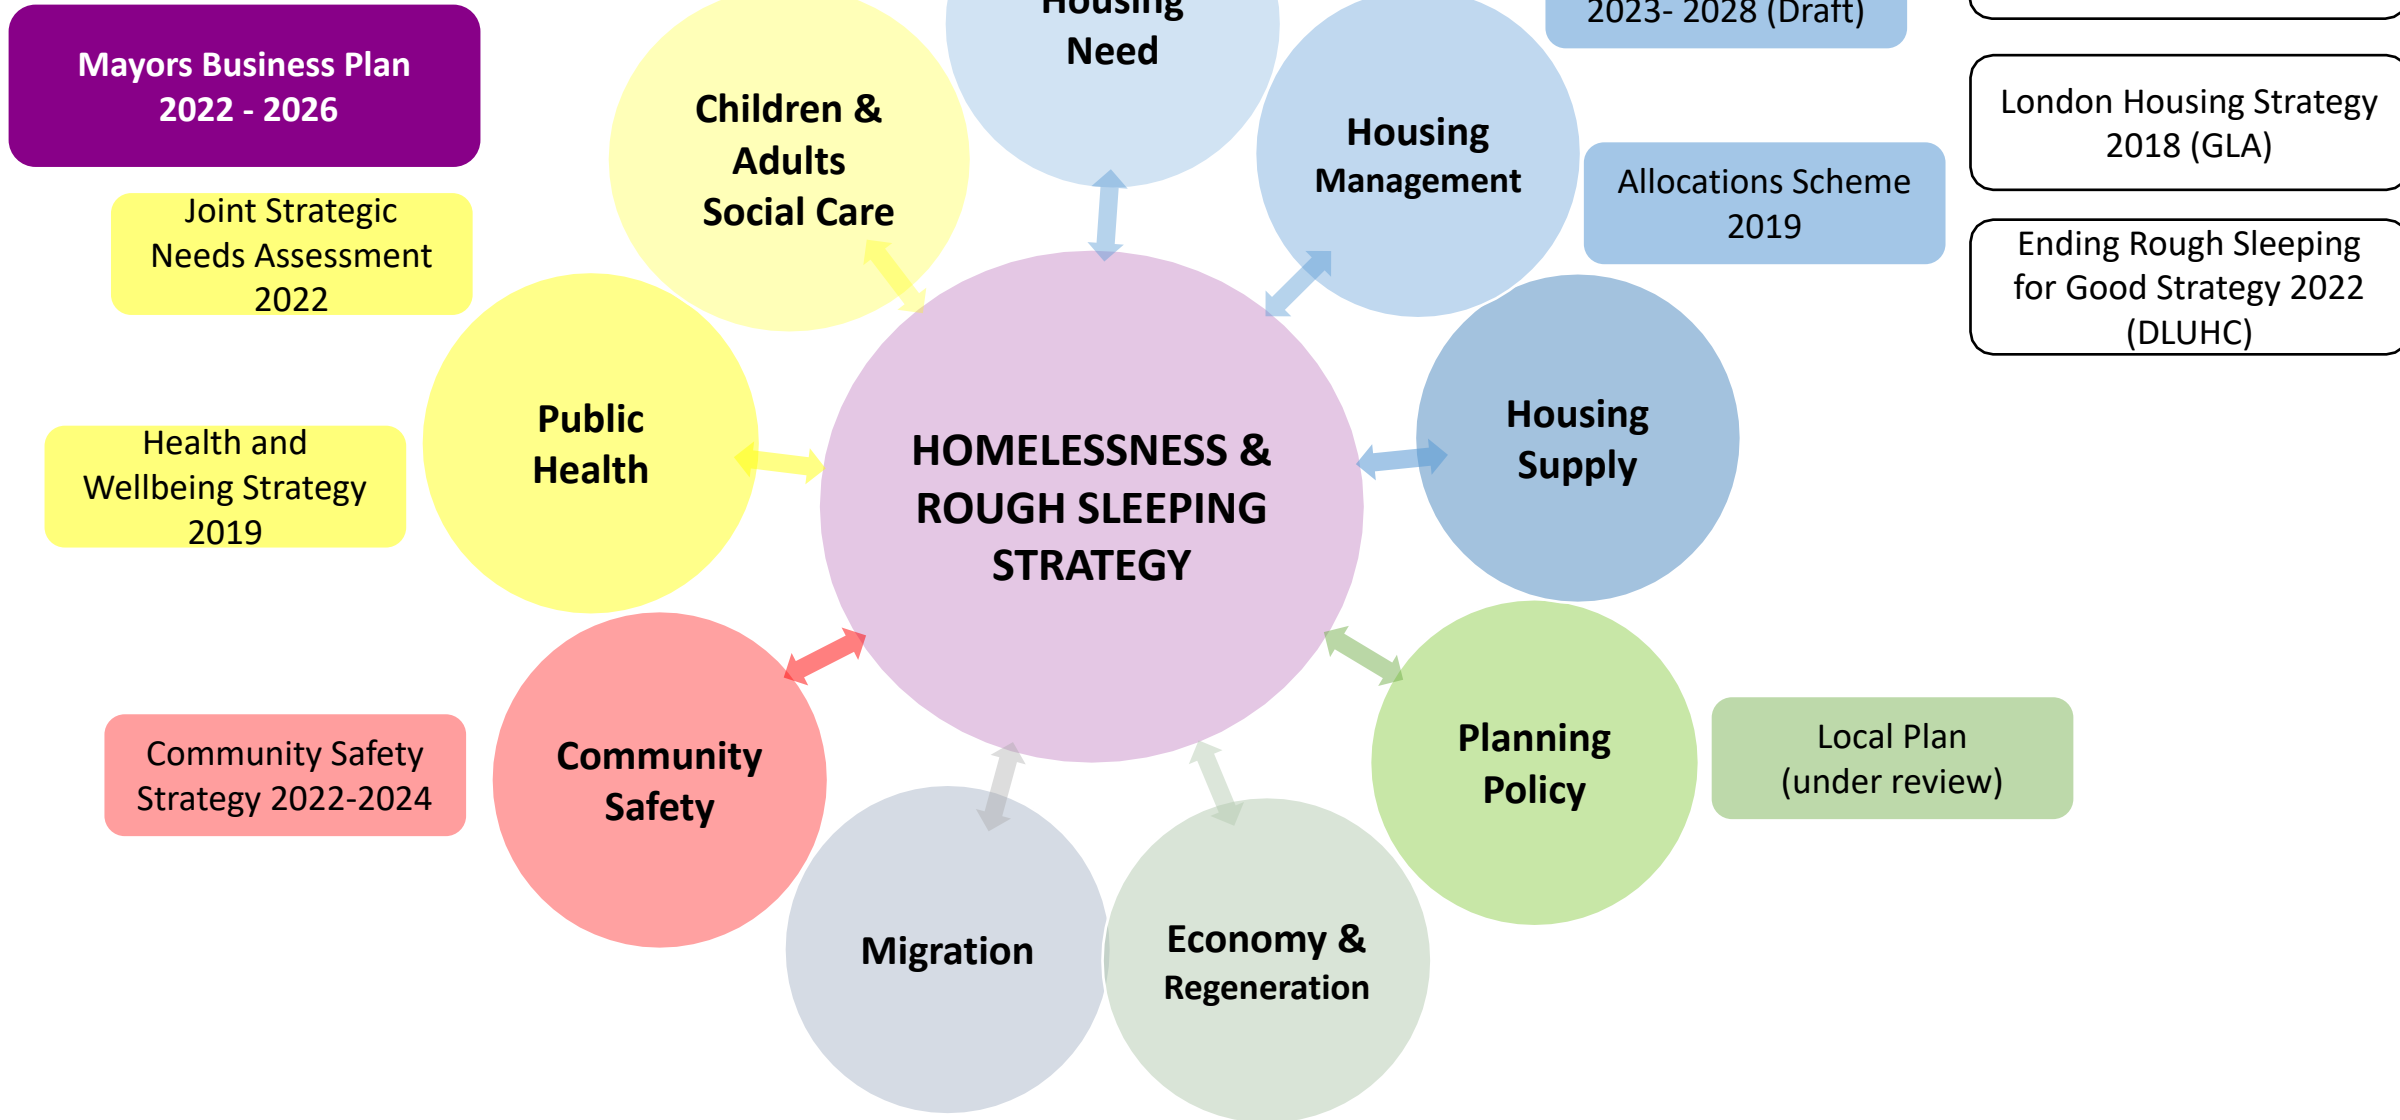 Housing
Need
2023- 2028 (Draft)
Mayors Business Plan
2022 - 2026
Children &
Adults
Social Care
Housing
Management
London Housing Strategy
2018 (GLA)
Joint Strategic
Needs Assessment
2022
Allocations Scheme
2019
Ending Rough Sleeping
for Good Strategy 2022
(DLUHC)
Public
Health
Health and
Wellbeing Strategy
2019
HOMELESSNESS &
ROUGH SLEEPING
STRATEGY
Housing
Supply
Community Safety
Strategy 2022-2024
Community
Safety
Planning
Policy
Local Plan
(under review)
Migration
Economy &
Regeneration